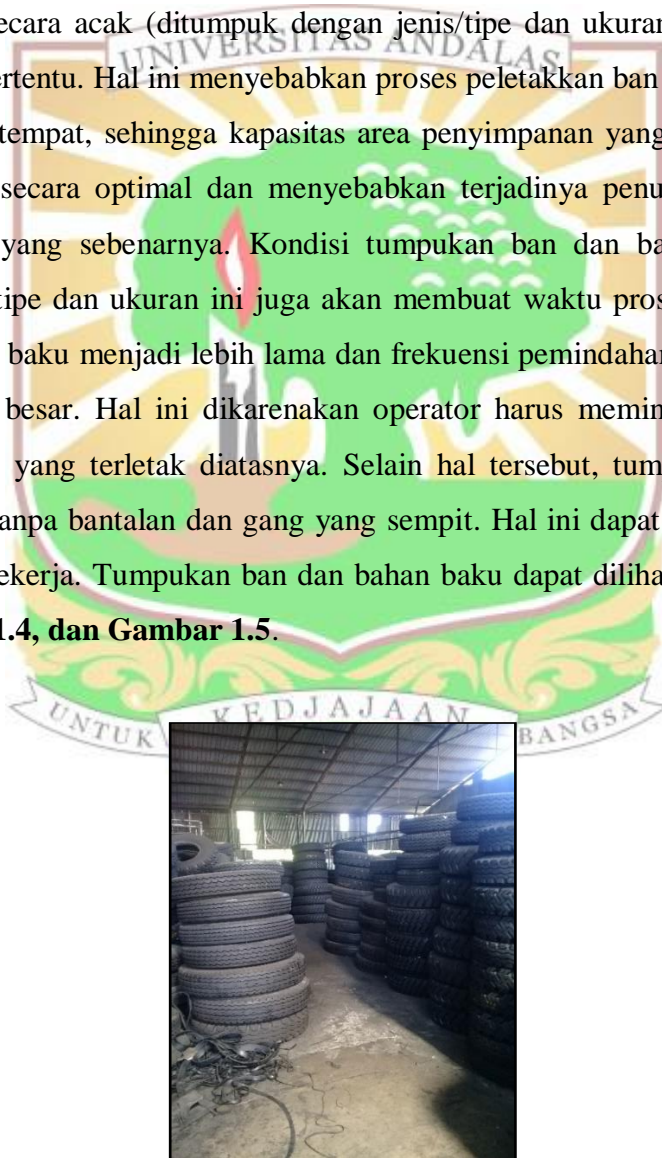 ecara acak (ditumpuk dengan jenis/tipe dan ukuran
UNIVERSITAS ANDALAS
ertentu. Hal ini menyebabkan proses peletakkan ban
tempat, sehingga kapasitas area penyimpanan yang
secara optimal dan menyebabkan terjadinya penu
yang sebenarnya. Kondisi tumpukan ban dan ba
tipe dan ukuran ini juga akan membuat waktu pros
baku menjadi lebih lama dan frekuensi pemindahan
besar. Hal ini dikarenakan operator harus memin
yang terletak diatasnya. Selain hal tersebut, tum
anpa bantalan dan gang yang sempit. Hal ini dapat
ekerja. Tumpukan ban dan bahan baku dapat diliha
1.4, dan Gambar 1.5.
UNTUK KEDJAJAAN BANGSA